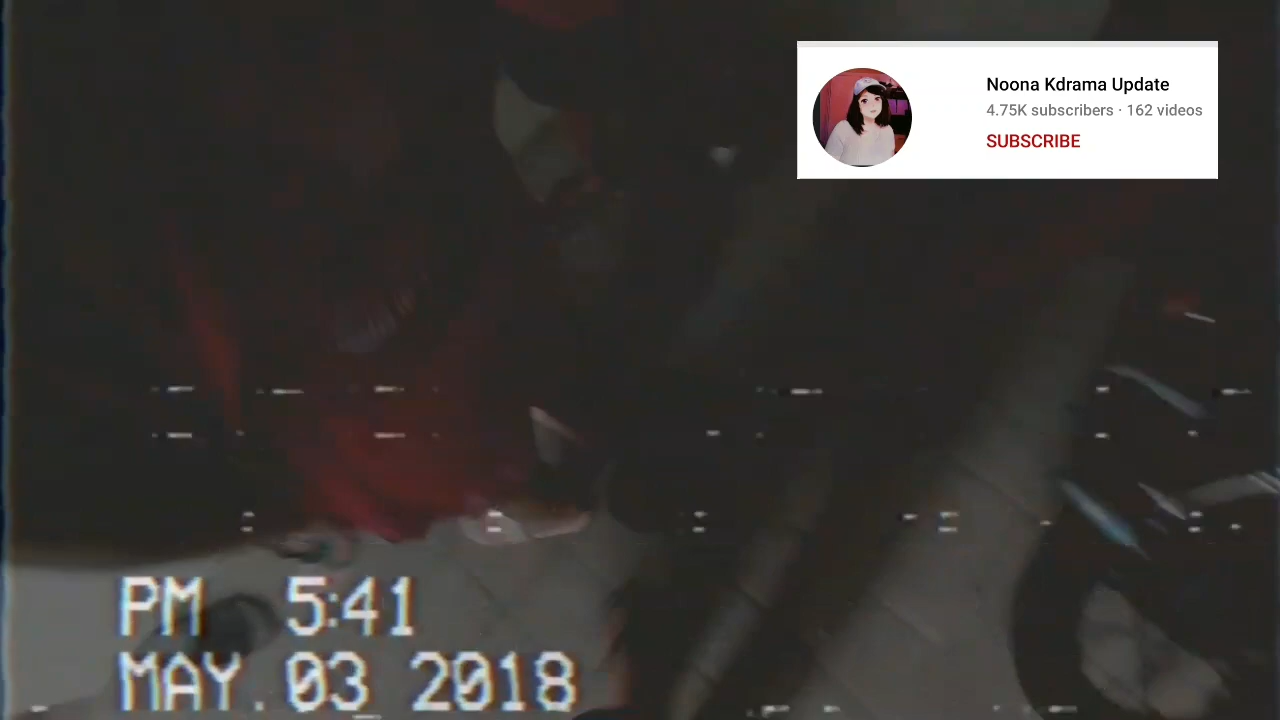 Noona Kdrama Update
4.75K subscribers · 162 videos
SUBSCRIBE
PM 5:41
MAY.03 2018